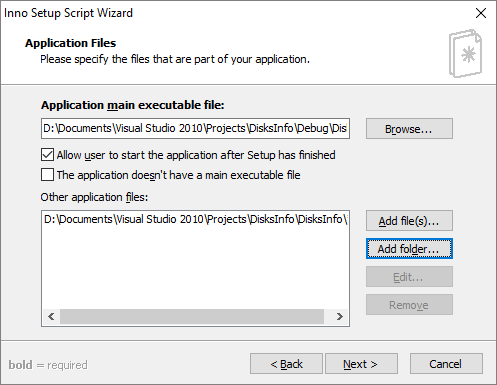 Inno Setup Script Wizard
Application Files
Please specify the files that are part of your application.
Application main executable file:
D:\Documents\Visual Studio 2010\Projects\DisksInfo\Debug\Dis
Browse...
Allow user to start the application after Setup has finished
The application doesn't have a main executable file
Other application files:
D:\Documents\Visual Studio 2010\Projects\DisksInfo\DisksInfo\
Add file(s)...
Add folder...
Edit...
Remove
bold = required
< Back
Next >
Cancel